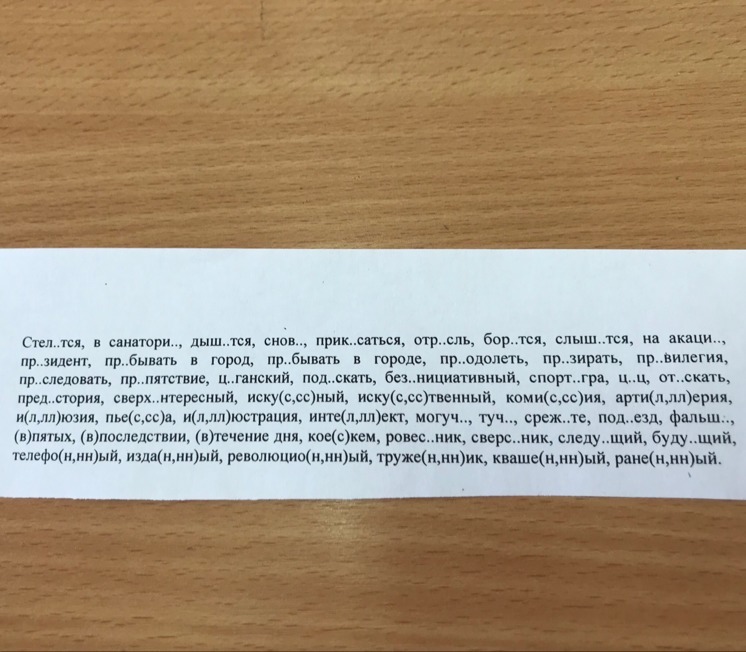 Стел..тся, в санатори.., дыш..тся, снов.., прик..саться, отр..сль, бор..тся, слыш..тся, на акаци..,
пр..зидент, пр..бывать в город, пр..бывать в городе, пр..одолеть, пр..зирать, пр..вилегия,
пр..следовать, пр..пятствие, ц..ганский, под..скать, без..нициативный, спорт..гра, ц..ц, от..скать,
пред..стория, сверх..нтересный, иску(с,сс)ный, иску(с,сс)твенный, коми(с,сс)ия, арти(л,лл)ерия,
и(л,лл)юзия, пье(с,сс)а, и(л,лл)юстрация, инте(л,лл)ект, могуч.., туч.., среж..те, под..езд, фальш..,
(в)пятых, (в)последствии, (в)течение дня, кое(с)кем, ровес..ник, сверс..ник, следу..щий, буду..щий,
телефо(н,нн)ый, изда(н,нн)ый, революцио(н,нн)ый, труже(н,нн)ик, кваше(н,нн)ый, ране(н,нн)ый.